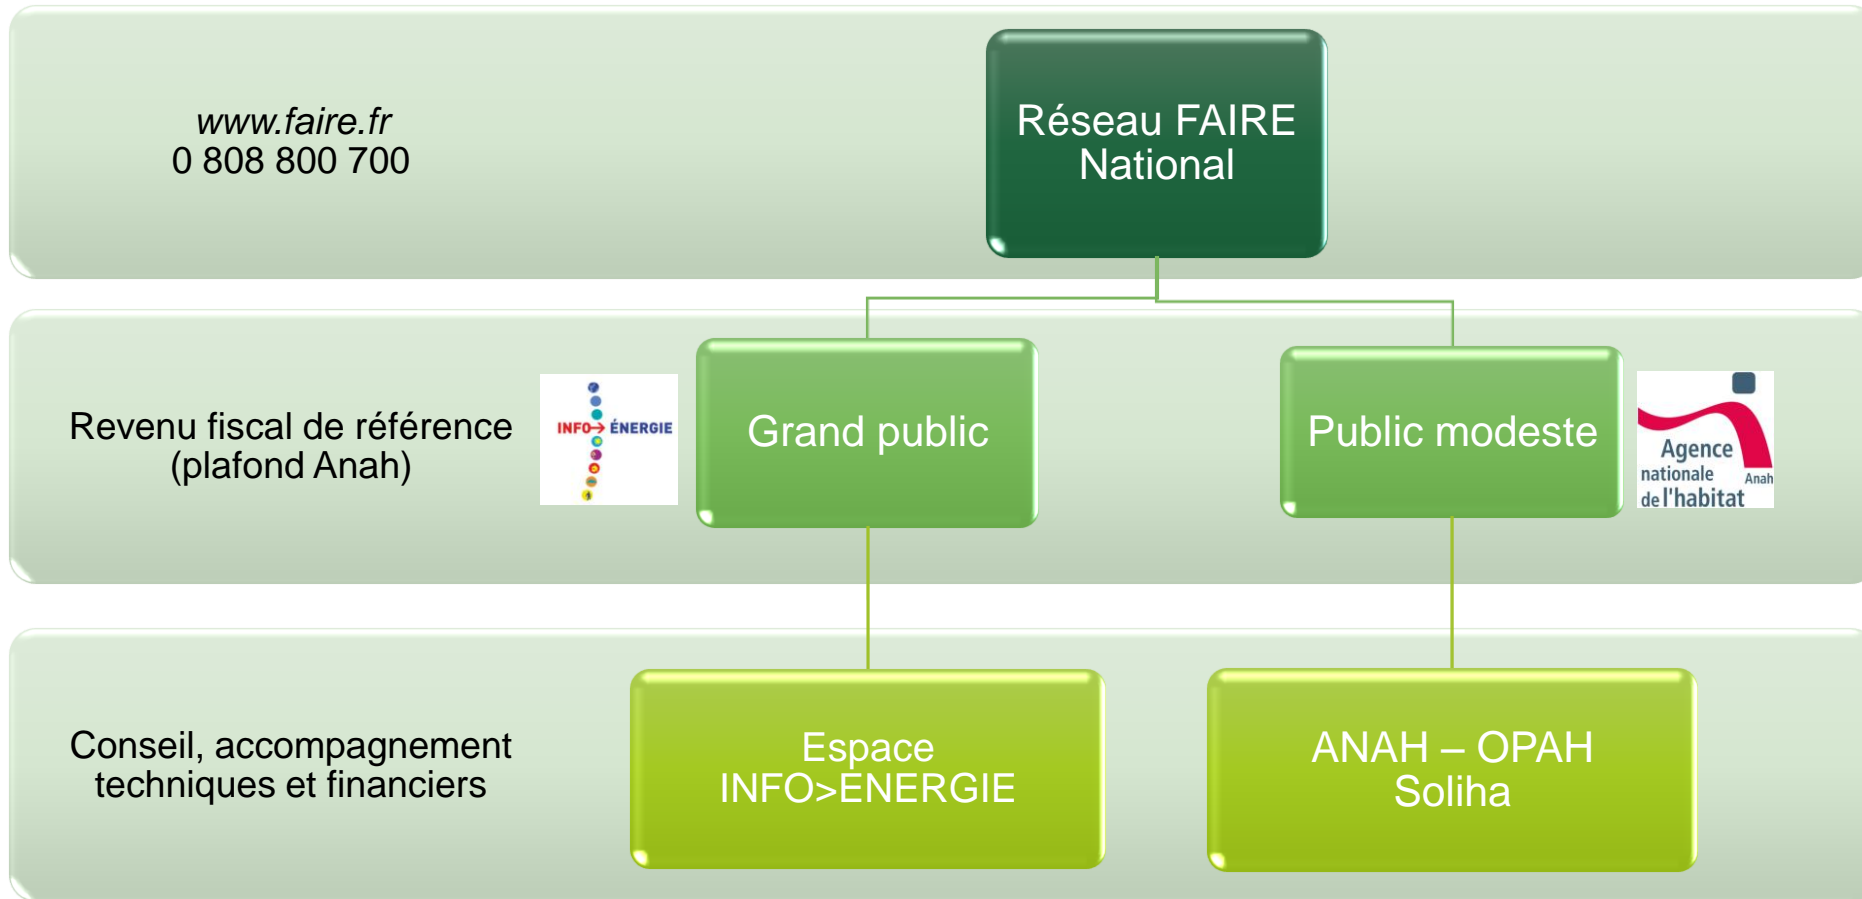 www.faire.fr
0 808 800 700
Réseau FAIRE
National
Revenu fiscal de référence
(plafond Anah)
INFO→ ÉNERGIE
Grand public
Public modeste
Agence
nationale
Anah
de l'habitat
Conseil, accompagnement
techniques et financiers
Espace
INFO>ENERGIE
ANAH – OPAH
Soliha